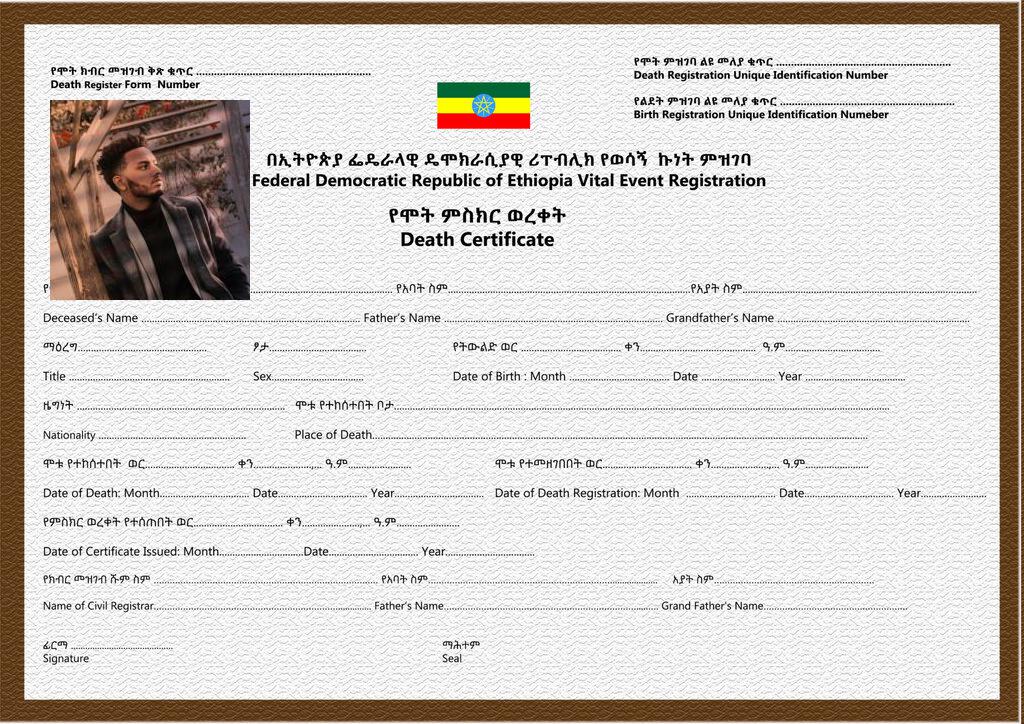 የሞት ክብር መዝገብ ቅጽ ቁጥር ..........................................................
Death Register Form Number
የሞት ምዝገባ ልዩ መለያ ቁጥር ..........................................................
Death Registration Unique Identification Number
የልደት ምዝገባ ልዩ መለያ ቁጥር ..........................................................
Birth Registration Unique Identification Numeber
በኢትዮጵያ ፌዴራላዊ ዴሞክራሲያዊ ሪፐብሊክ የወሳኝ ኩነት ምዝገባ
Federal Democratic Republic of Ethiopia Vital Event Registration
የሞት ምስክር ወረቀት
Death Certificate
የ.................................................. የአባት ስም..................................................የአያት ስም..................................................
Deceased's Name .................................................. Father's Name .................................................. Grandfather's Name ..................................................
ማዕረግ.............................. ፆታ.............................. የትውልድ ወር .............................. ቀን.............................. ዓ.ም..............................
Title .............................. Sex.............................. Date of Birth : Month .............................. Date .............................. Year ..............................
ዜግነት .............................. ሞቱ የተከሰተበት ቦታ..................................................
Nationality .............................. Place of Death..................................................
ሞቱ የተከሰተበት ወር.............................. ቀን....................,... ዓ.ም.................... ሞቱ የተመዘገበበት ወር.............................. ቀን....................,... ዓ.ም....................
Date of Death: Month.............................. Date.............................. Year.............................. Date of Death Registration: Month .............................. Date.............................. Year....................
የምስክር ወረቀት የተሰጠበት ወር.............................. ቀን....................,... ዓ.ም....................
Date of Certificate Issued: Month..............................Date.............................. Year..............................
የክብር መዝገብ ሹም ስም .................................................. የአባት ስም.................................................. አያት ስም..................................................
Name of Civil Registrar.................................................. Father's Name.................................................. Grand Father's Name..................................................
ፊርማ .............................. ማሕተም
Signature Seal